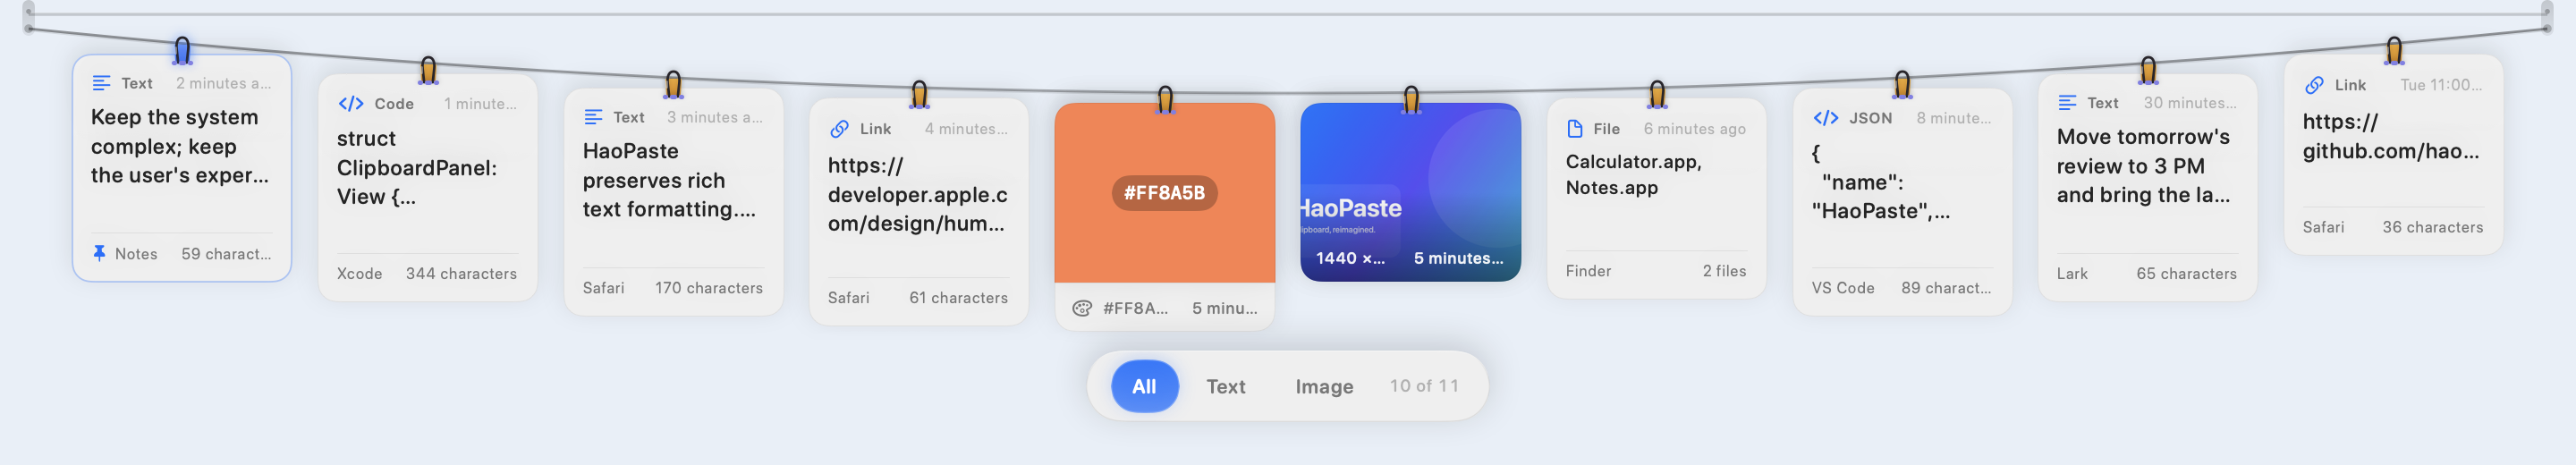 Text 2 minutes a...
Keep the system
complex; keep
the user's exper...
Notes 59 charact...
Code 1 minute...
struct
ClipboardPanel:
View {...
Xcode 344 characters
Text 3 minutes a...
HaoPaste
preserves rich
text formatting....
Safari 170 characters
Link 4 minutes...
https://
developer.apple.c
om/design/hum...
Safari 61 characters
#FF8A5B
#FF8A... 5 minu...
HaoPaste
lipboard, reimagined.
1440 ×... 5 minutes...
File 6 minutes ago
Calculator.app,
Notes.app
Finder 2 files
JSON 8 minute...
{
"name":
"HaoPaste",...
VS Code 89 charact...
Text 30 minutes...
Move tomorrow's
review to 3 PM
and bring the la...
Lark 65 characters
Link Tue 11:00...
https://
github.com/hao...
Safari 36 characters
All Text Image 10 of 11